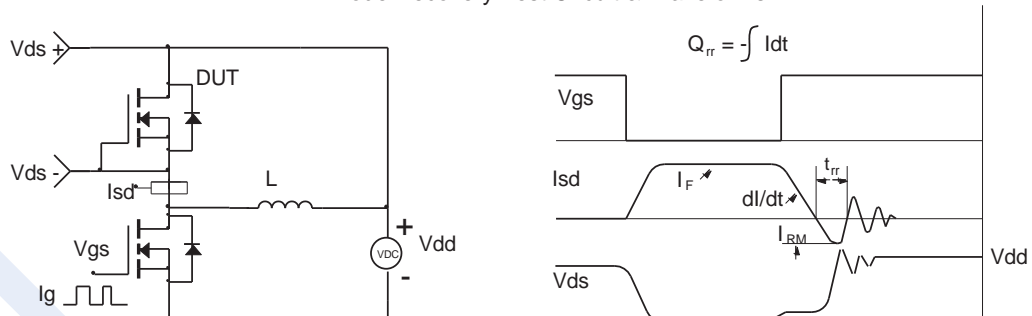 Vds +
DUT
Vds -
Isd
L
Vgs
Ig
+
VDC
Vdd
-
Qrr = -∫ Idt
Vgs
trr
Isd
IF
dI/dt
IRM
Vdd
Vds